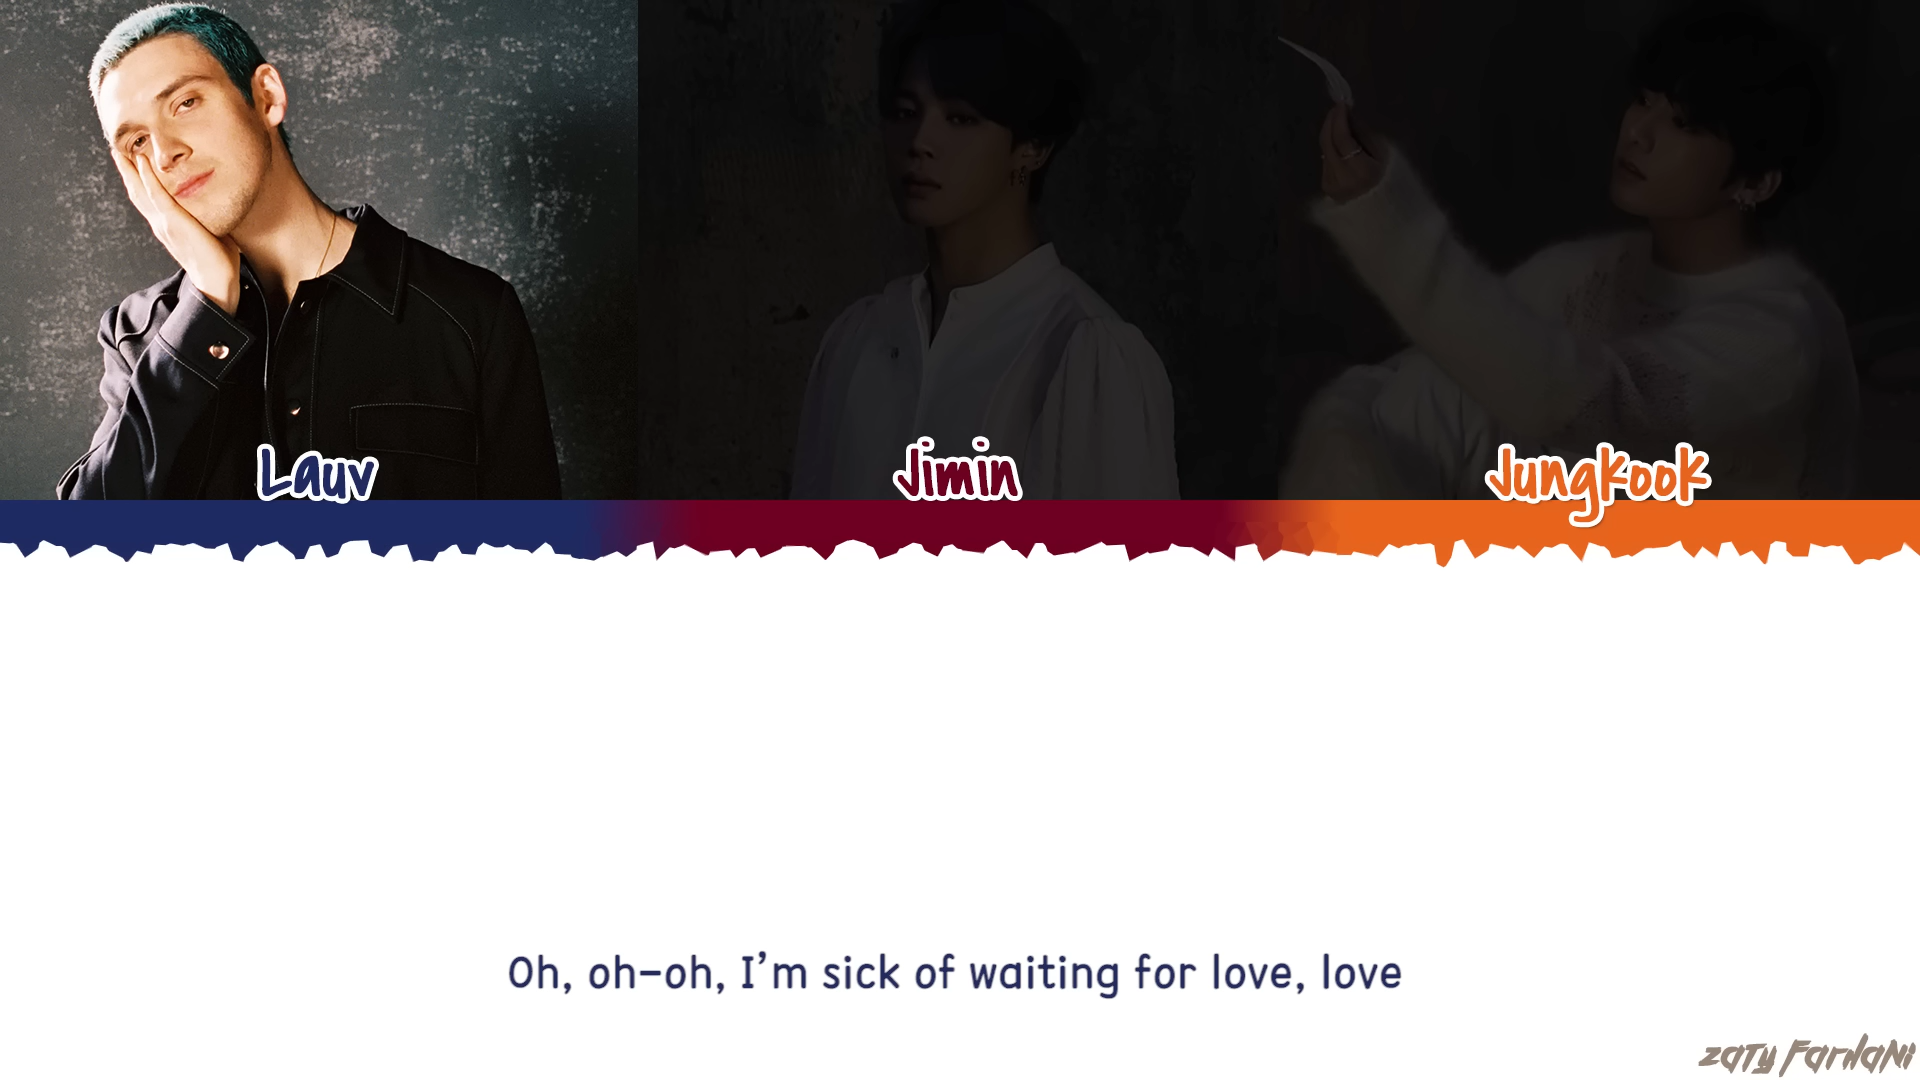 Lauv
Jimin
Jungkook
Oh, oh-oh, I’m sick of waiting for love, love
zaty Farhani